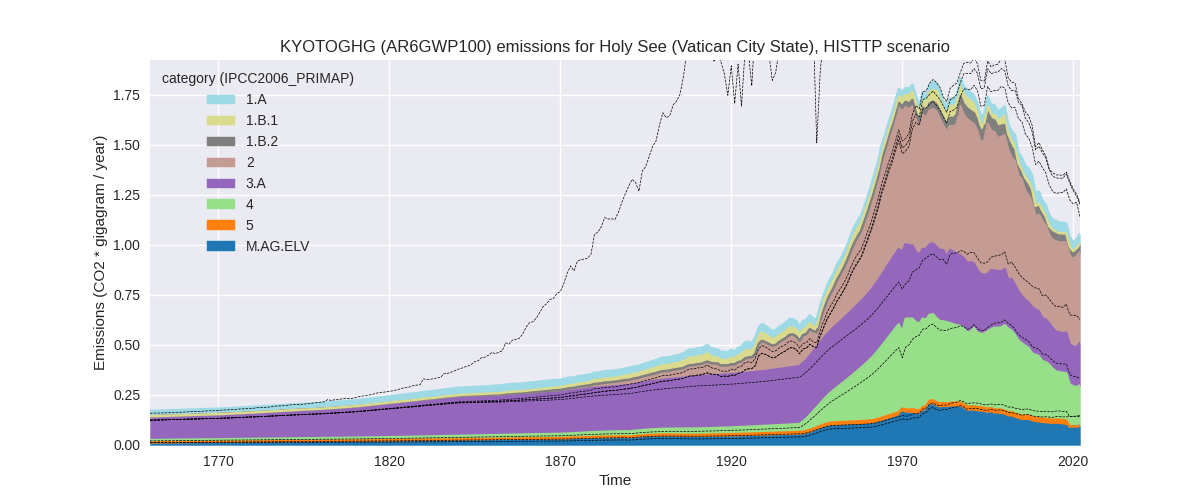 KYOTOGHG (AR6GWP100) emissions for Holy See (Vatican City State), HISTTP scenario
category (IPCC2006_PRIMAP)
1.A
1.B.1
1.B.2
2
3.A
4
5
M.AG.ELV
Emissions (CO2 * gigagram / year)
1.75
1.50
1.25
1.00
0.75
0.50
0.25
0.00
1770
1820
1870
1920
1970
2020
Time